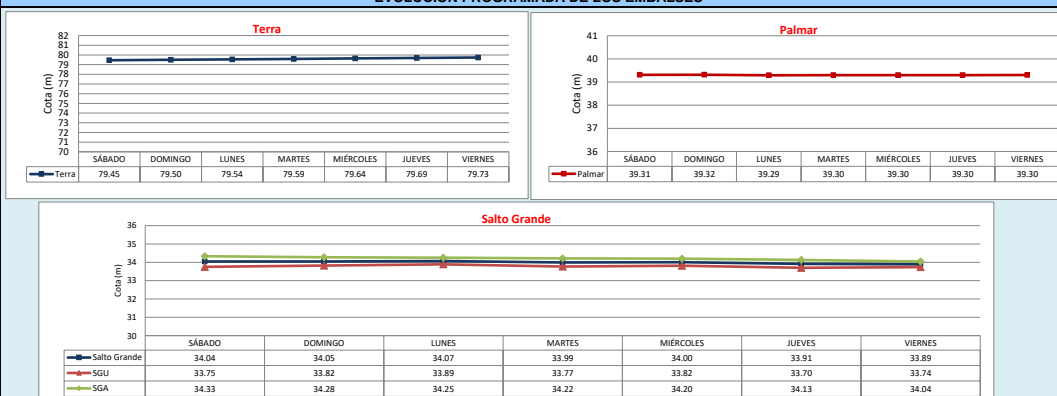 EVOLUCIÓN PROGRAMADA DE LOS EMBALSES
Terra
Cota (m)
82
81
80
79
78
77
76
75
74
73
72
71
70
SÁBADO DOMINGO LUNES MARTES MIÉRCOLES JUEVES VIERNES
Terra 79.45 79.50 79.54 79.59 79.64 79.69 79.73
Palmar
Cota (m)
41
40
39
38
37
36
SÁBADO DOMINGO LUNES MARTES MIÉRCOLES JUEVES VIERNES
Palmar 39.31 39.32 39.29 39.30 39.30 39.30 39.30
Salto Grande
Cota (m)
36
35
34
33
32
31
30
SÁBADO DOMINGO LUNES MARTES MIÉRCOLES JUEVES VIERNES
Salto Grande 34.04 34.05 34.07 33.99 34.00 33.91 33.89
SGU 33.75 33.82 33.89 33.77 33.82 33.70 33.74
SGA 34.33 34.28 34.25 34.22 34.20 34.13 34.04